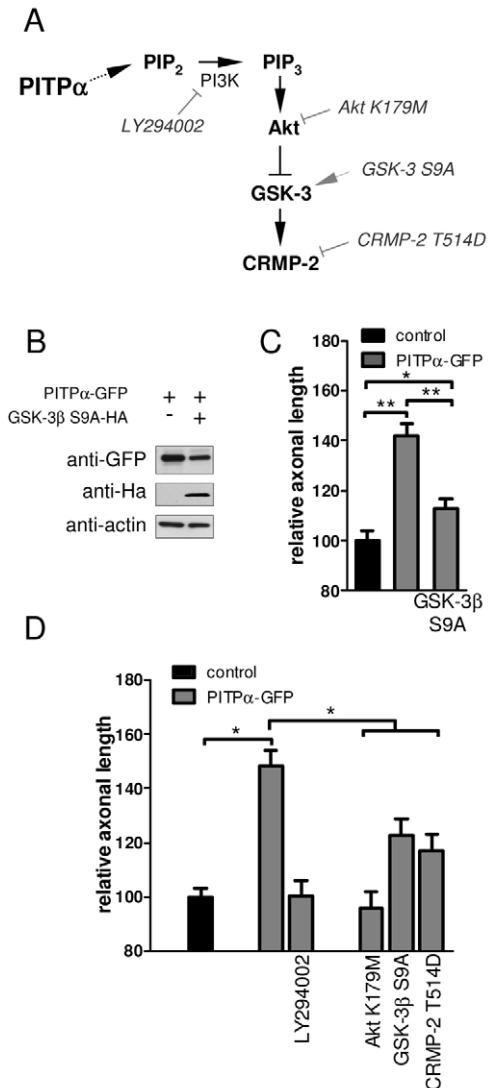 A
PITPα PIP2 PI3K PIP3
LY294002
Akt Akt K179M
GSK-3 GSK-3 S9A
CRMP-2 CRMP-2 T514D
B
PITPα-GFP + +
GSK-3β S9A-HA - +
anti-GFP
anti-Ha
anti-actin
C
control
PITPα-GFP
relative axonal length
180
160
140
120
100
80
*
** **
GSK-3β
S9A
D
control
PITPα-GFP
relative axonal length
180
160
140
120
100
80
* *
LY294002
Akt K179M
GSK-3β S9A
CRMP-2 T514D